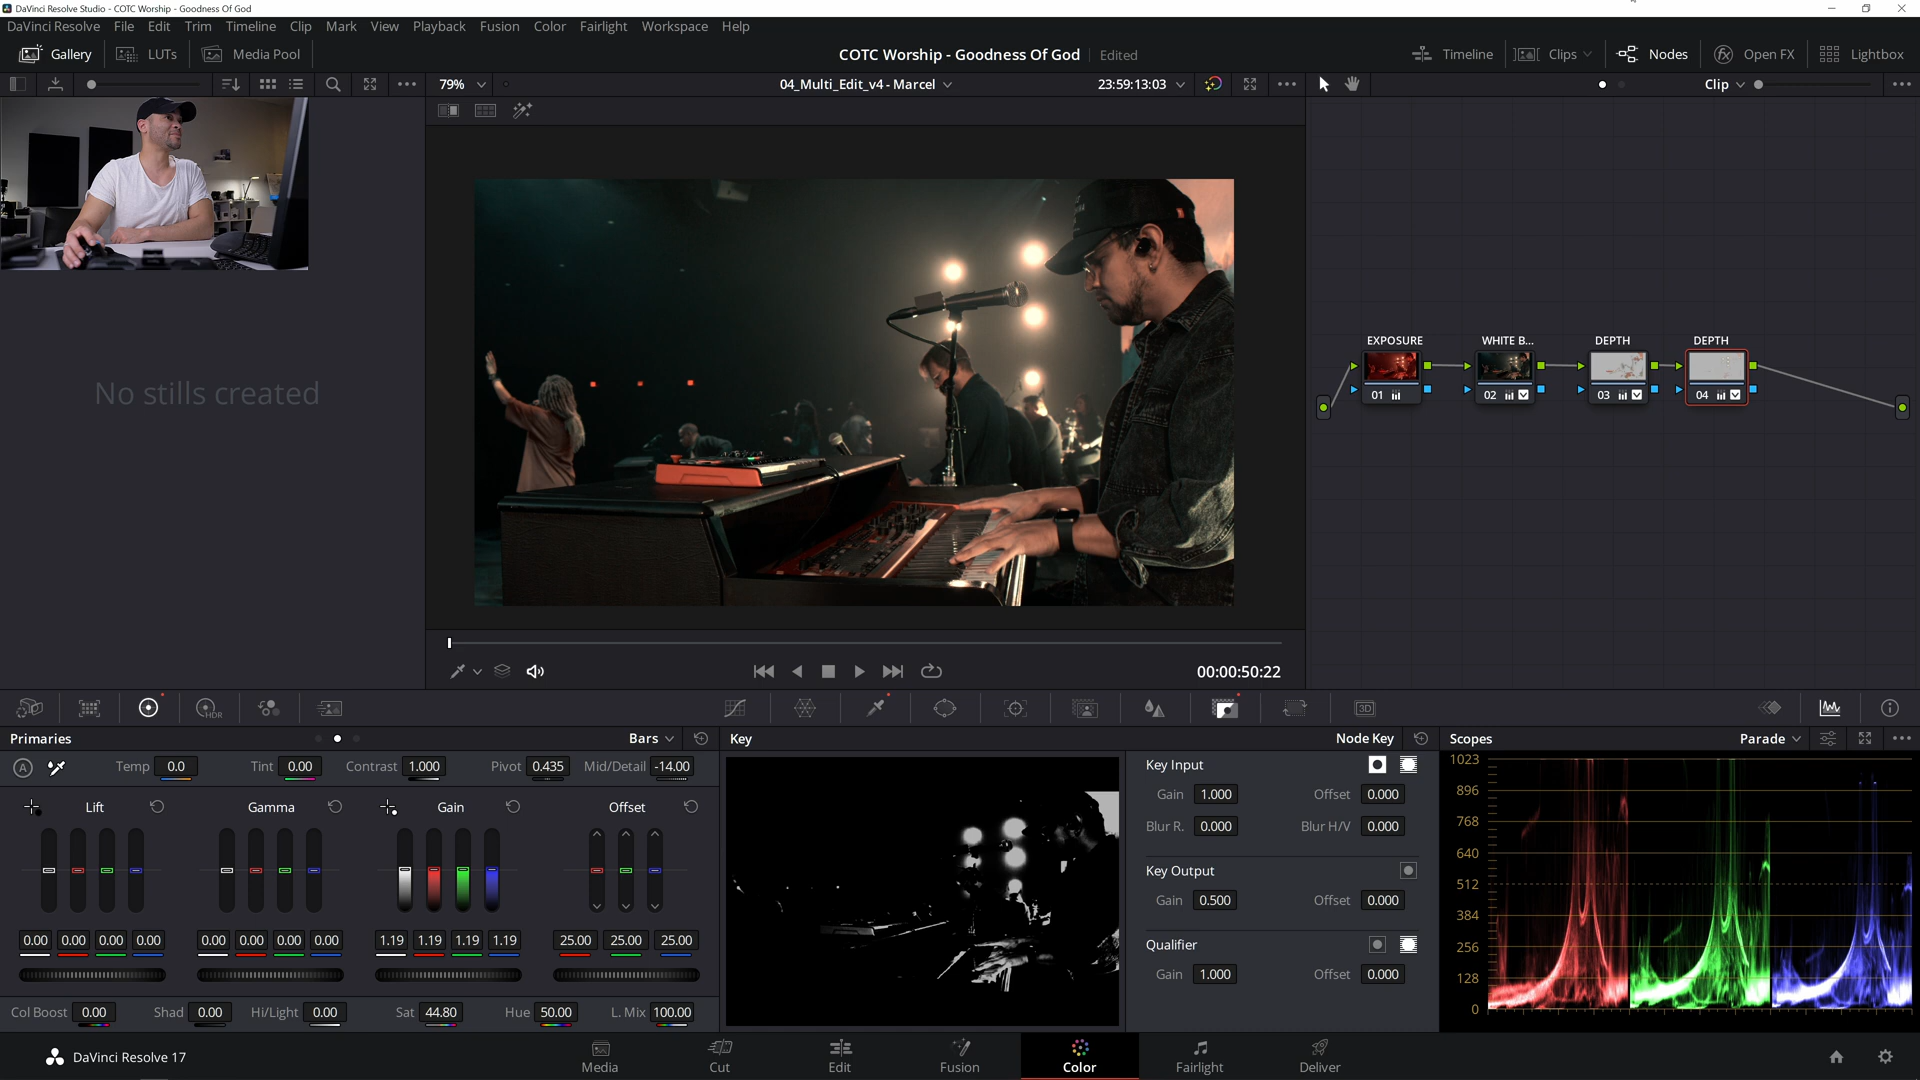 DaVinci Resolve Studio - COTC Worship - Goodness Of God
DaVinci Resolve File Edit Trim Timeline Clip Mark View Playback Fusion Color Fairlight Workspace Help
Gallery LUTs Media Pool COTC Worship - Goodness Of God Edited Timeline Clips Nodes Open FX Lightbox
79% 04_Multi_Edit_v4 - Marcel 23:59:13:03 Clip
No stills created
EXPOSURE WHITE B... DEPTH DEPTH
01 02 03 04
00:00:50:22
HDR 3D
Primaries Bars Key Node Key Scopes Parade
A Temp 0.0 Tint 0.00 Contrast 1.000 Pivot 0.435 Mid/Detail -14.00
Lift Gamma Gain Offset
0.00 0.00 0.00 0.00 0.00 0.00 0.00 0.00 1.19 1.19 1.19 1.19 25.00 25.00 25.00
Col Boost 0.00 Shad 0.00 Hi/Light 0.00 Sat 44.80 Hue 50.00 L. Mix 100.00
Key Input
Gain 1.000 Offset 0.000
Blur R. 0.000 Blur H/V 0.000
Key Output
Gain 0.500 Offset 0.000
Qualifier
Gain 1.000 Offset 0.000
1023
896
768
640
512
384
256
128
0
DaVinci Resolve 17 Media Cut Edit Fusion Color Fairlight Deliver